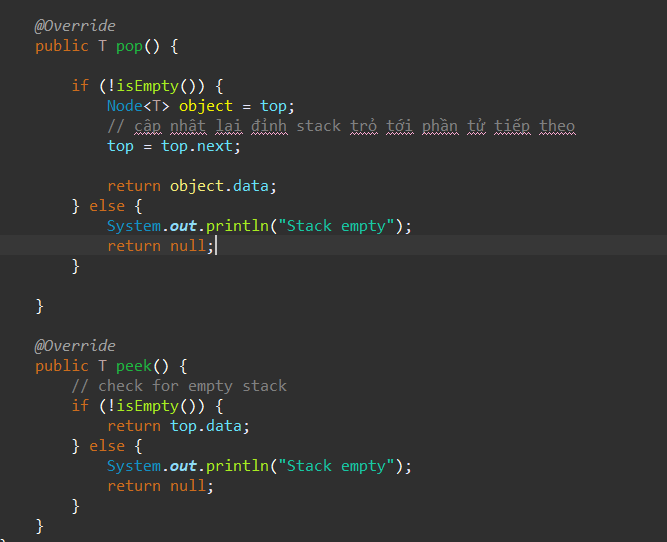 @Override
public T pop() {
if (!isEmpty()) {
Node<T> object = top;
// cập nhật lại đỉnh stack trỏ tới phần tử tiếp theo
top = top.next;
return object.data;
} else {
System.out.println("Stack empty");
return null;
}
}
@Override
public T peek() {
// check for empty stack
if (!isEmpty()) {
return top.data;
} else {
System.out.println("Stack empty");
return null;
}
}
}